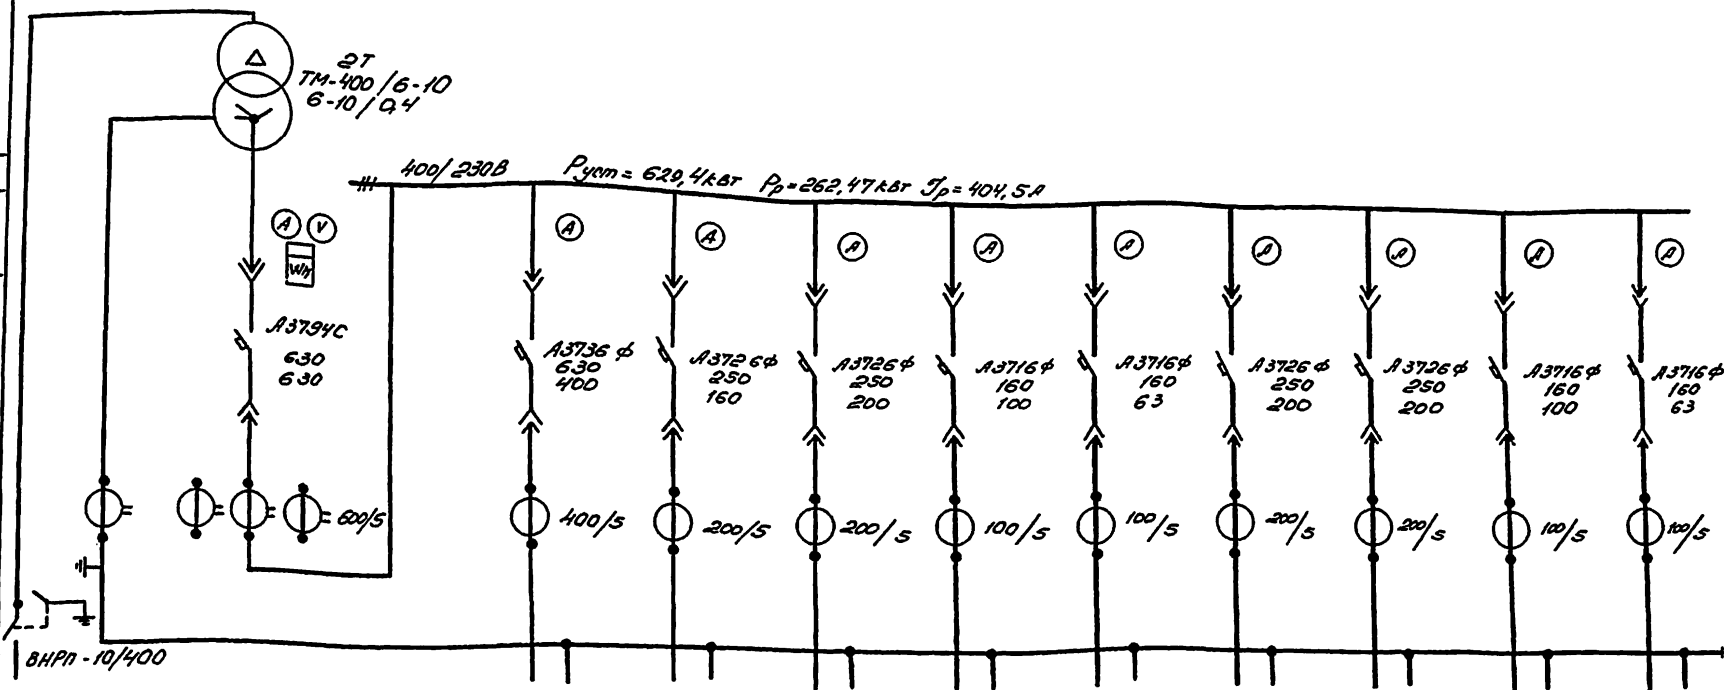 2Т
ТМ-400/6-10
6-10/0,4
400/230В
Руст = 629,4кВт Рр=262,47кВт Iр=404,5А
А V
Wh
А А А А А А А А А
А3794С
630
630
А3736ф
630
400
А3726ф
250
160
А3726ф
250
200
А3716ф
160
100
А3716ф
160
63
А3726ф
250
200
А3726ф
250
200
А3716ф
160
100
А3716ф
160
63
600/5
400/5
200/5
200/5
100/5
100/5
200/5
200/5
100/5
100/5
ВНРп-10/400